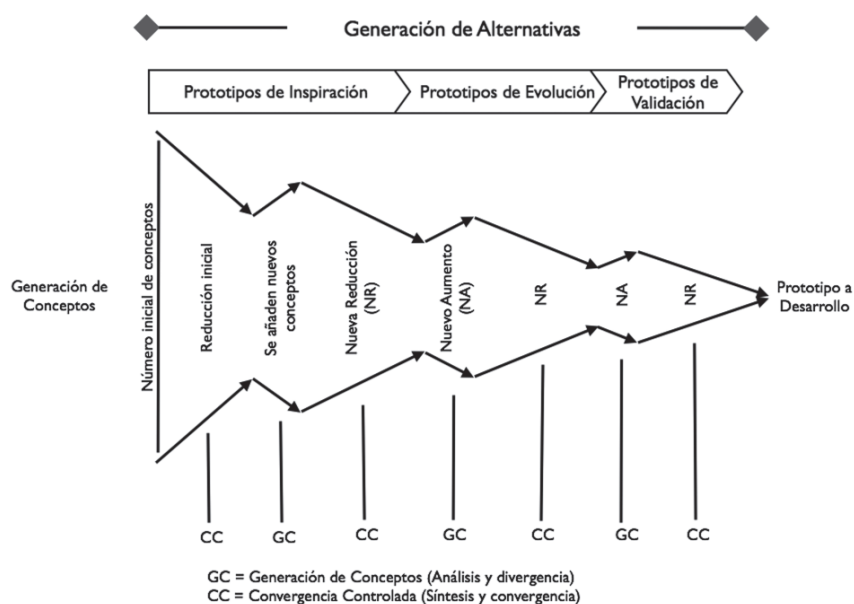 Generación de Alternativas
Prototipos de Inspiración
Prototipos de Evolución
Prototipos de
Validación
Generación de
Conceptos
Número inicial de conceptos
Reducción inicial
Se añaden nuevos
conceptos
Nueva Reducción
(NR)
Nuevo Aumento
(NA)
NR
NA
NR
Prototipo a
Desarrollo
CC
GC
CC
GC
CC
GC
CC
GC = Generación de Conceptos (Análisis y divergencia)
CC = Convergencia Controlada (Síntesis y convergencia)